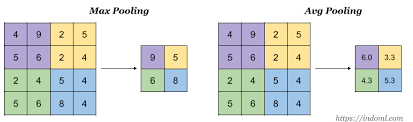 Max Pooling
Avg Pooling
4 9 2 5
5 6 2 4
2 4 5 4
5 6 8 4
9 5
6 8
4 9 2 5
5 6 2 4
2 4 5 4
5 6 8 4
6.0 3.3
4.3 5.3
https://indoml.com